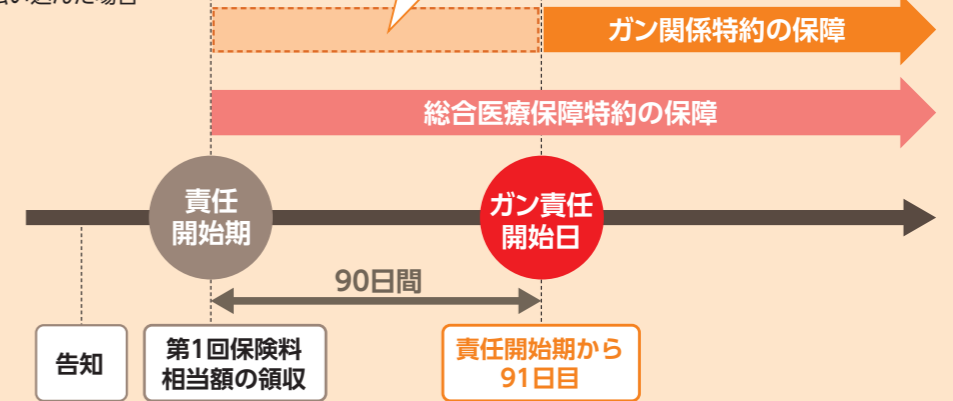 ガン関係特約の保障
総合医療保障特約の保障
責任
開始期
ガン責任
開始日
90日間
告知
第1回保険料
相当額の領収
責任開始期から
91日目